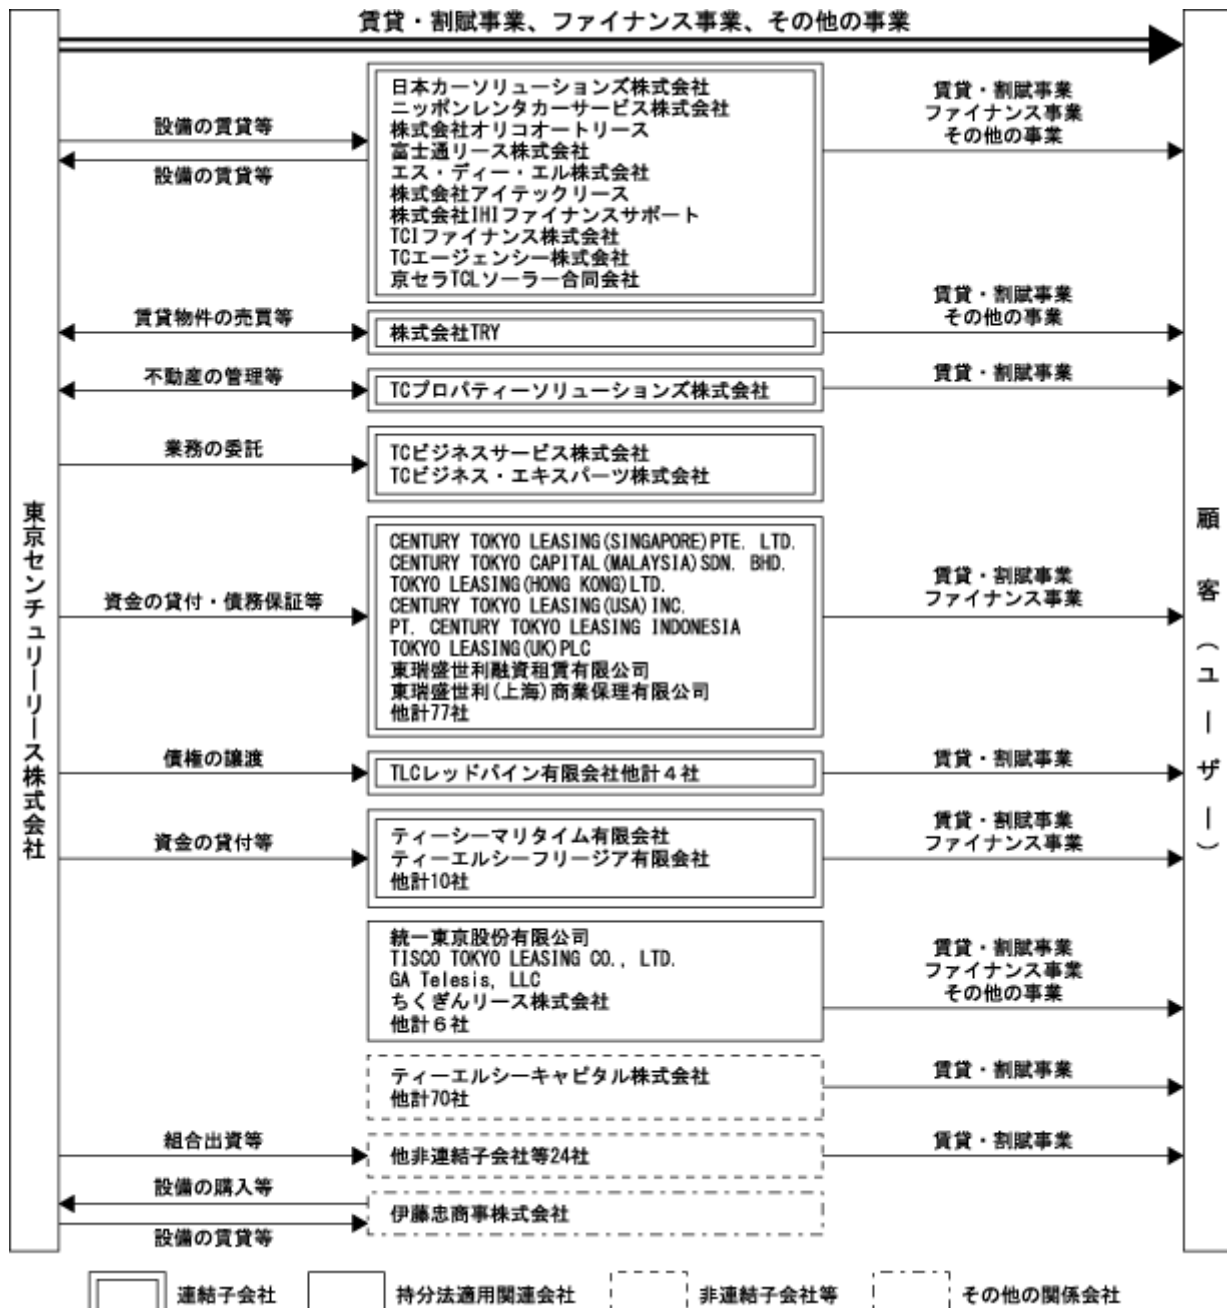 賃貸・割賦事業、ファイナンス事業、その他の事業
東京センチュリーリース株式会社
設備の賃貸等
設備の賃貸等
日本カーソリューションズ株式会社
ニッポンレンタカーサービス株式会社
株式会社オリコオートリース
富士通リース株式会社
エス・ディー・エル株式会社
株式会社アイテックリース
株式会社IHIファイナンスサポート
TCIファイナンス株式会社
TCエージェンシー株式会社
京セラTCLソーラー合同会社
賃貸・割賦事業
ファイナンス事業
その他の事業
賃貸物件の売買等
株式会社TRY
賃貸・割賦事業
その他の事業
不動産の管理等
TCプロパティーソリューションズ株式会社
賃貸・割賦事業
業務の委託
TCビジネスサービス株式会社
TCビジネス・エキスパーツ株式会社
資金の貸付・債務保証等
CENTURY TOKYO LEASING(SINGAPORE)PTE. LTD.
CENTURY TOKYO CAPITAL(MALAYSIA)SDN. BHD.
TOKYO LEASING(HONG KONG)LTD.
CENTURY TOKYO LEASING(USA)INC.
PT. CENTURY TOKYO LEASING INDONESIA
TOKYO LEASING(UK)PLC
東瑞盛世利融資租賃有限公司
東瑞盛世利(上海)商業保理有限公司
他計77社
賃貸・割賦事業
ファイナンス事業
債権の譲渡
TLCレッドパイン有限会社他計４社
賃貸・割賦事業
資金の貸付等
ティーシーマリタイム有限会社
ティーエルシーフリージア有限会社
他計10社
賃貸・割賦事業
ファイナンス事業
統一東京股份有限公司
TISCO TOKYO LEASING CO., LTD.
GA Telesis, LLC
ちくぎんリース株式会社
他計６社
賃貸・割賦事業
ファイナンス事業
その他の事業
ティーエルシーキャピタル株式会社
他計70社
賃貸・割賦事業
組合出資等
他非連結子会社等24社
賃貸・割賦事業
設備の購入等
設備の賃貸等
伊藤忠商事株式会社
顧客（ユーザー）
連結子会社
持分法適用関連会社
非連結子会社等
その他の関係会社